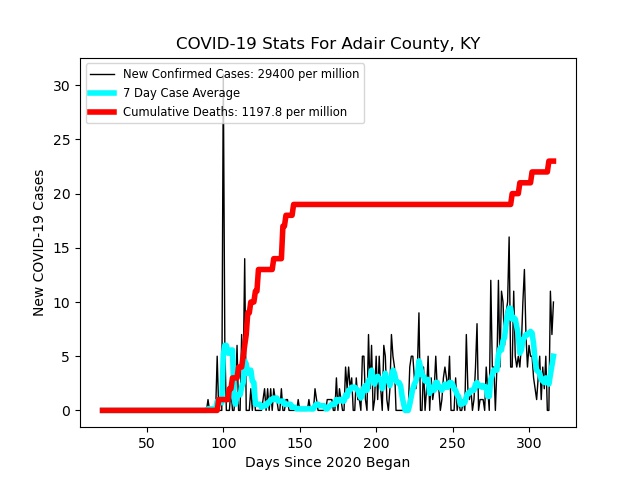 COVID-19 Stats For Adair County, KY
New Confirmed Cases: 29400 per million
7 Day Case Average
Cumulative Deaths: 1197.8 per million
New COVID-19 Cases
30
25
20
15
10
5
0
50
100
150
200
250
300
Days Since 2020 Began